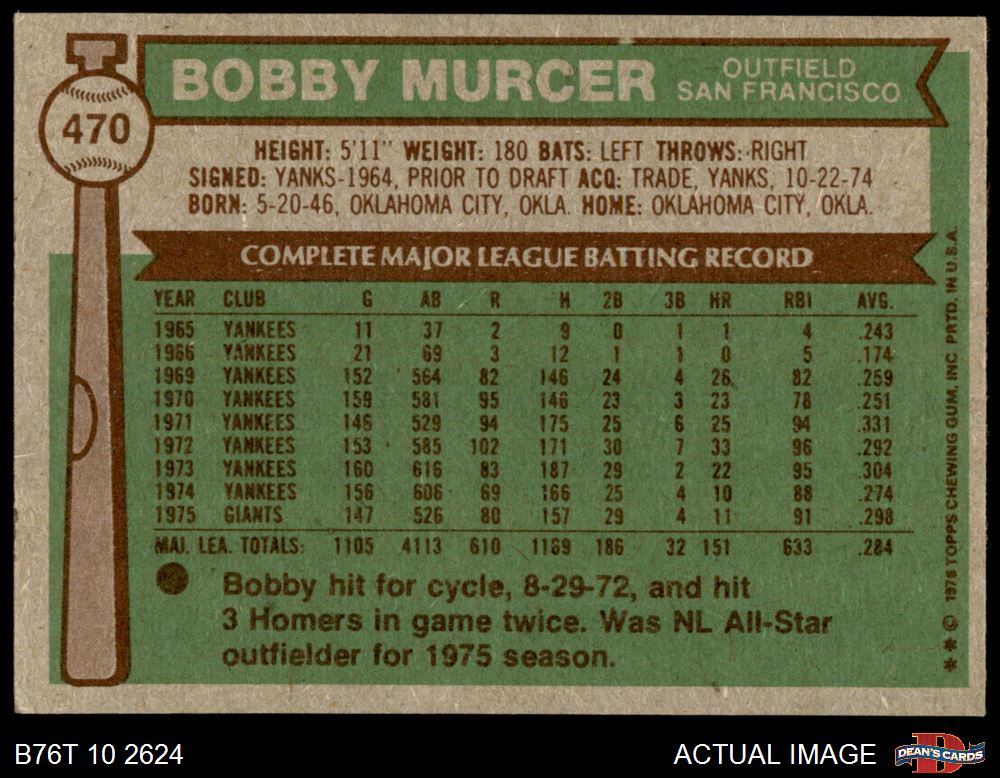 470
BOBBY MURCER OUTFIELD
SAN FRANCISCO
HEIGHT: 5'11" WEIGHT: 180 BATS: LEFT THROWS: RIGHT
SIGNED: YANKS-1964, PRIOR TO DRAFT ACQ: TRADE, YANKS, 10-22-74
BORN: 5-20-46, OKLAHOMA CITY, OKLA. HOME: OKLAHOMA CITY, OKLA.
COMPLETE MAJOR LEAGUE BATTING RECORD
YEAR CLUB G AB R H 2B 3B HR RBI AVG.
1965 YANKEES 11 37 2 9 0 1 1 4 .243
1966 YANKEES 21 69 3 12 1 1 0 5 .174
1969 YANKEES 152 564 82 146 24 4 26 82 .259
1970 YANKEES 159 581 95 146 23 3 23 78 .251
1971 YANKEES 146 529 94 175 25 6 25 94 .331
1972 YANKEES 153 585 102 171 30 7 33 96 .292
1973 YANKEES 160 616 83 187 29 2 22 95 .304
1974 YANKEES 156 606 69 166 25 4 10 88 .274
1975 GIANTS 147 526 80 157 29 4 11 91 .298
MAJ. LEA. TOTALS: 1105 4113 610 1169 186 32 151 633 .284
Bobby hit for cycle, 8-29-72, and hit
3 Homers in game twice. Was NL All-Star
outfielder for 1975 season.
** © 1976 TOPPS CHEWING GUM, INC PRTD. IN U.S.A.
B76T 10 2624
ACTUAL IMAGE
DEAN'S CARDS